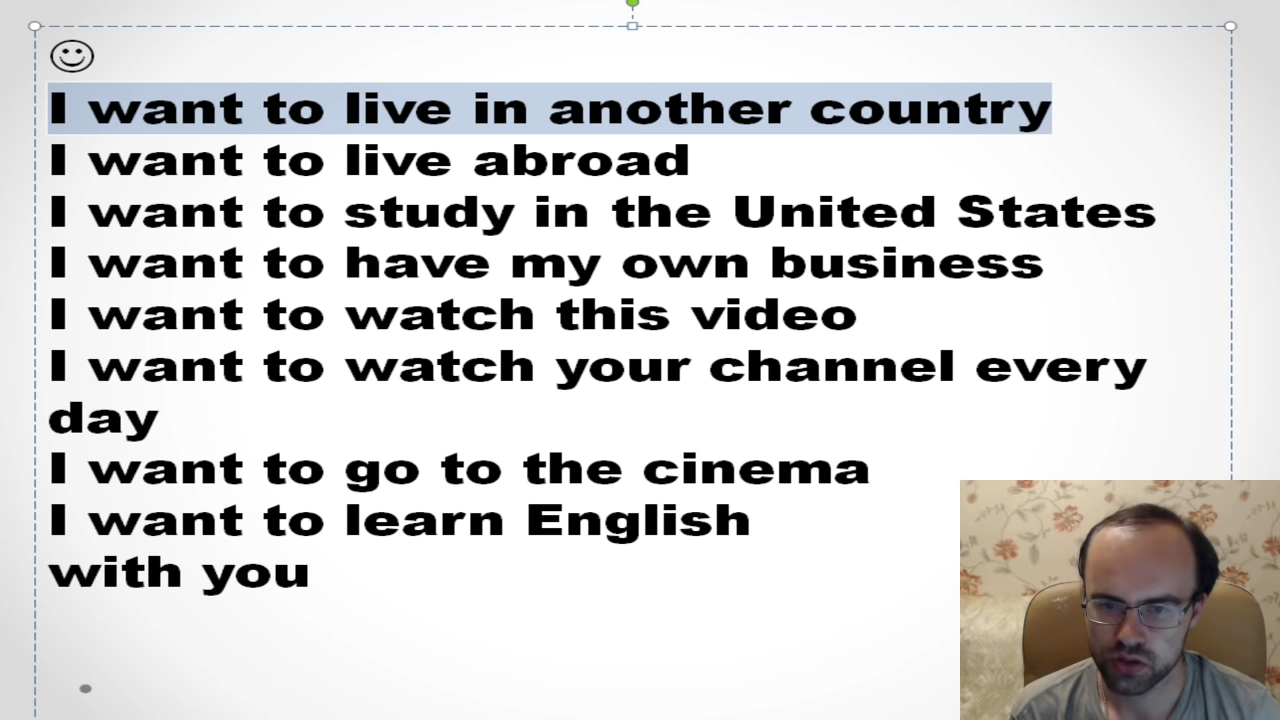 I want to live in another country
I want to live abroad
I want to study in the United States
I want to have my own business
I want to watch this video
I want to watch your channel every
day
I want to go to the cinema
I want to learn English
with you